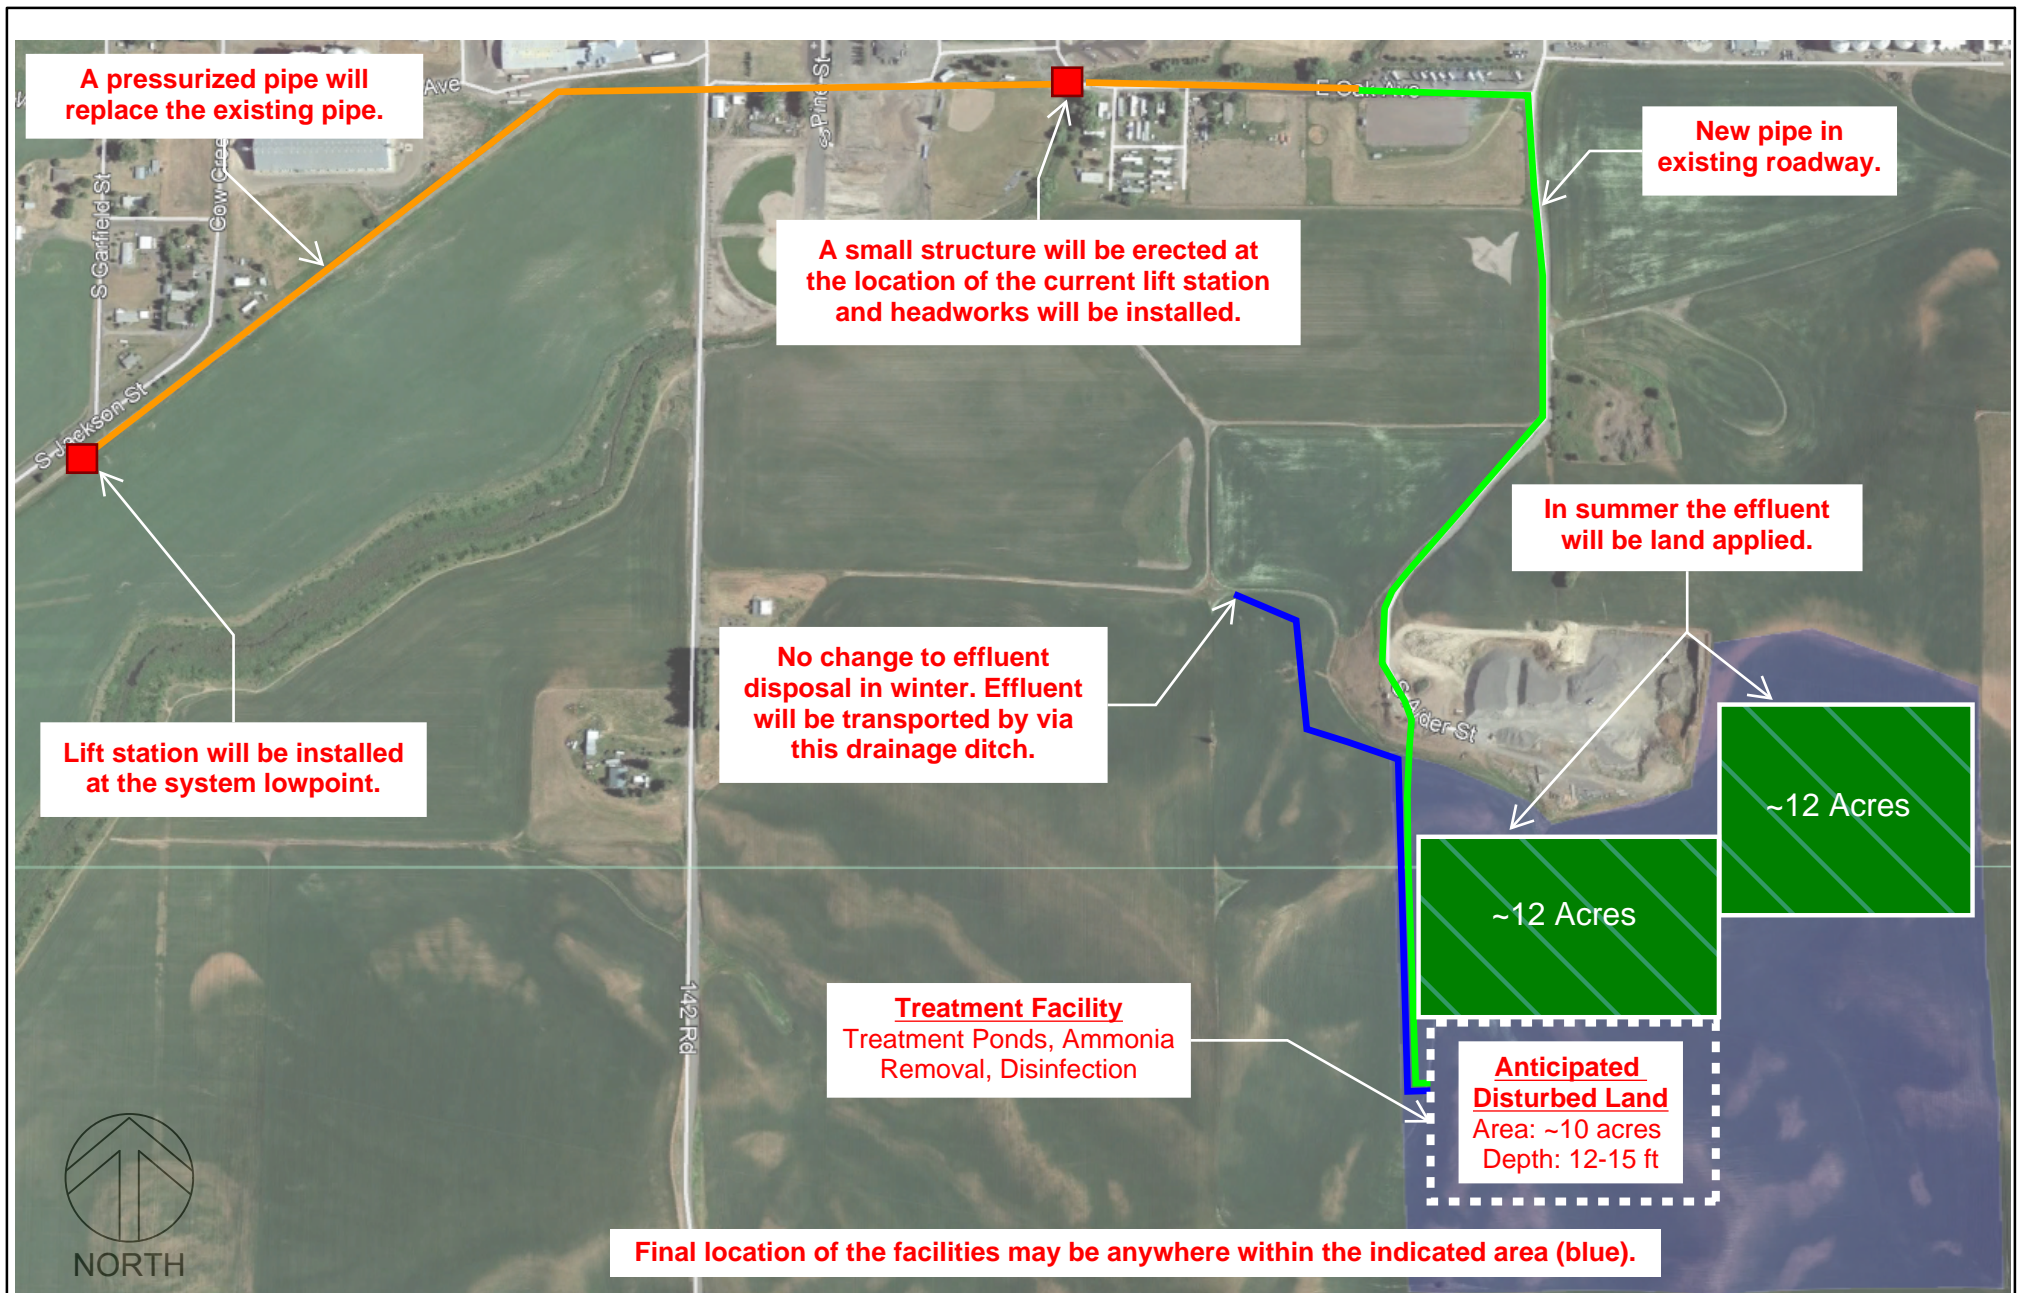 A pressurized pipe will
replace the existing pipe.
Ave
S Pine St
E Oak Ave
New pipe in
existing roadway.
S Garfield St
Cow Cree
A small structure will be erected at
the location of the current lift station
and headworks will be installed.
S Jackson St
In summer the effluent
will be land applied.
No change to effluent
disposal in winter. Effluent
will be transported by via
this drainage ditch.
S Alder St
Lift station will be installed
at the system lowpoint.
~12 Acres
~12 Acres
142 Rd
Treatment Facility
Treatment Ponds, Ammonia
Removal, Disinfection
Anticipated
Disturbed Land
Area: ~10 acres
Depth: 12-15 ft
Final location of the facilities may be anywhere within the indicated area (blue).
NORTH